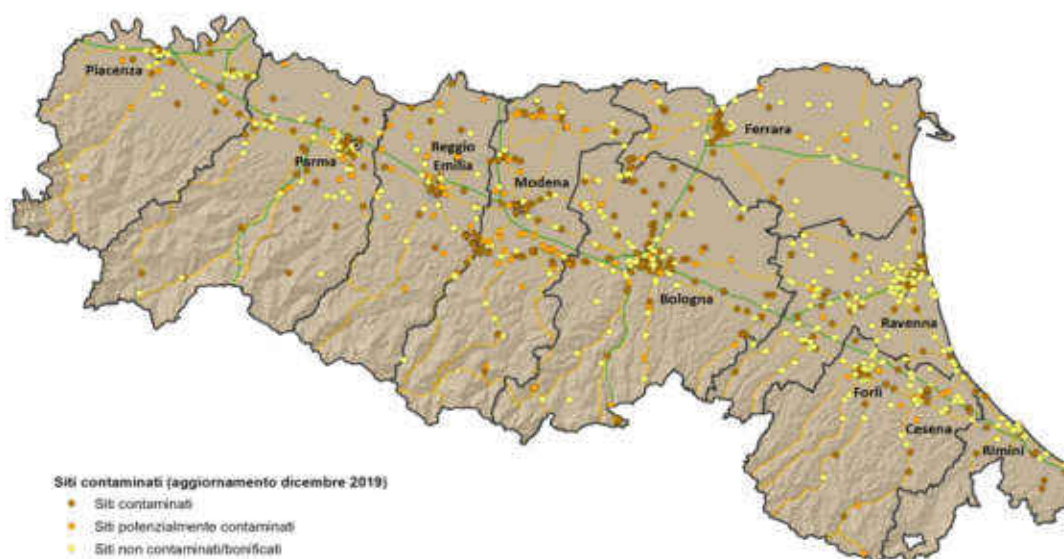 Piacenza
Parma
Reggio
Emilia
Modena
Ferrara
Bologna
Ravenna
Forlì
Cesena
Rimini
Siti contaminati (aggiornamento dicembre 2019)
Siti contaminati
Siti potenzialmente contaminati
Siti non contaminati/bonificati